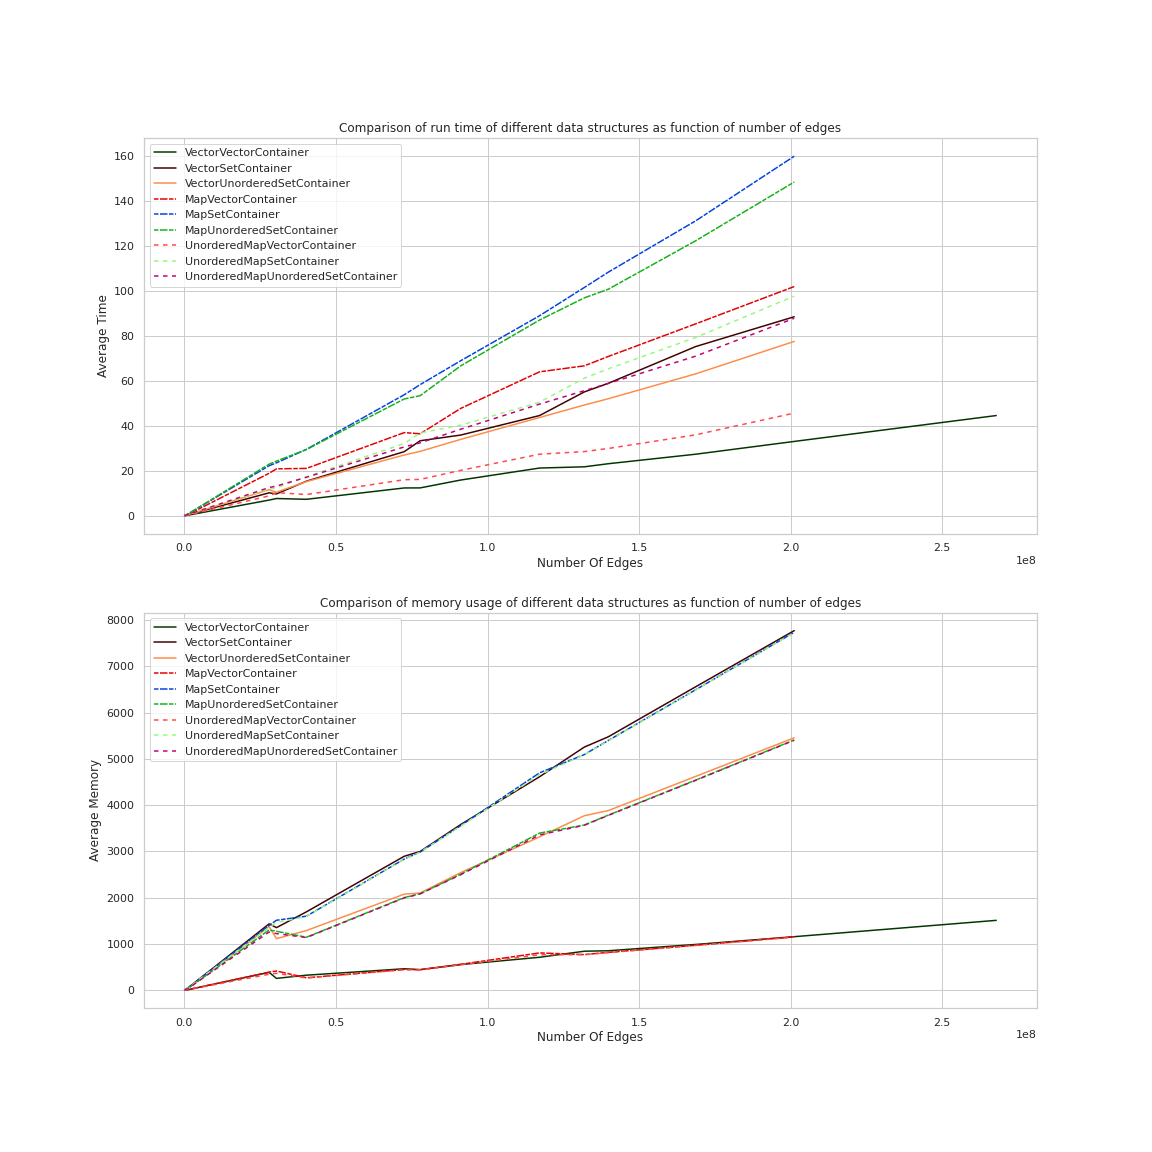 Comparison of run time of different data structures as function of number of edges
VectorVectorContainer
VectorSetContainer
VectorUnorderedSetContainer
MapVectorContainer
MapSetContainer
MapUnorderedSetContainer
UnorderedMapVectorContainer
UnorderedMapSetContainer
UnorderedMapUnorderedSetContainer
160
140
120
100
80
60
40
20
0
Average Time
0.0 0.5 1.0 1.5 2.0 2.5
1e8
Number Of Edges
Comparison of memory usage of different data structures as function of number of edges
VectorVectorContainer
VectorSetContainer
VectorUnorderedSetContainer
MapVectorContainer
MapSetContainer
MapUnorderedSetContainer
UnorderedMapVectorContainer
UnorderedMapSetContainer
UnorderedMapUnorderedSetContainer
8000
7000
6000
5000
4000
3000
2000
1000
0
Average Memory
0.0 0.5 1.0 1.5 2.0 2.5
1e8
Number Of Edges